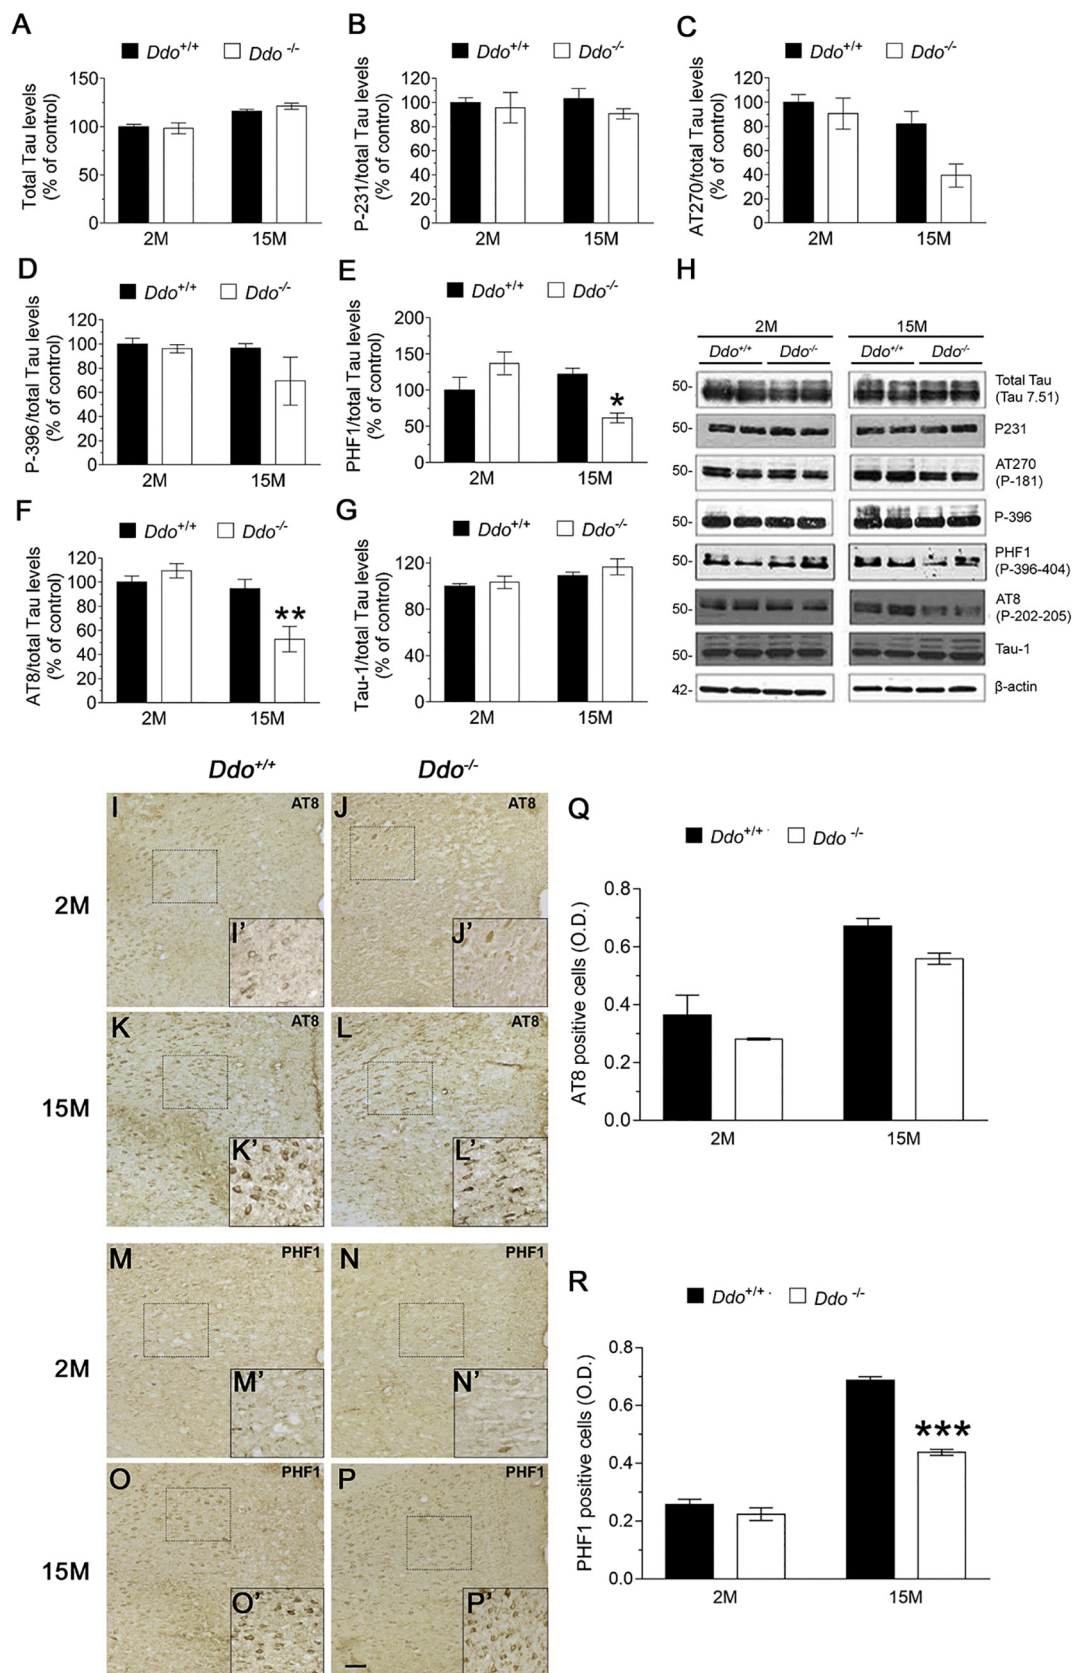 A
Ddo+/+ Ddo -/-
Total Tau levels
(% of control)
150
100
50
0
2M 15M
B
Ddo+/+ Ddo-/-
P-231/total Tau levels
(% of control)
120
100
80
60
40
20
0
2M 15M
C
Ddo+/+ Ddo-/-
AT270/total Tau levels
(% of control)
120
100
80
60
40
20
0
2M 15M
D
Ddo+/+ Ddo-/-
P-396/total Tau levels
(% of control)
120
100
80
60
40
20
0
2M 15M
E
Ddo+/+ Ddo-/-
PHF1/total Tau levels
(% of control)
200
150
100
50
0
*
2M 15M
F
Ddo+/+ Ddo-/-
AT8/total Tau levels
(% of control)
120
100
80
60
40
20
0
**
2M 15M
G
Ddo+/+ Ddo-/-
Tau-1/total Tau levels
(% of control)
120
80
40
0
2M 15M
H
2M 15M
Ddo+/+ Ddo-/- Ddo+/+ Ddo-/-
50- Total Tau
(Tau 7.51)
50- P231
50- AT270
(P-181)
50- P-396
50- PHF1
(P-396-404)
50- AT8
(P-202-205)
50- Tau-1
42- β-actin
Ddo+/+ Ddo-/-
2M
I AT8
I'
J AT8
J'
15M
K AT8
K'
L AT8
L'
2M
M PHF1
M'
N PHF1
N'
15M
O PHF1
O'
P PHF1
P'
Q
Ddo+/+ Ddo -/-
AT8 positive cells (O.D.)
0.8
0.6
0.4
0.2
0.0
2M 15M
R
Ddo+/+ Ddo -/-
PHF1 positive cells (O.D.)
0.8
0.6
0.4
0.2
0.0
***
2M 15M